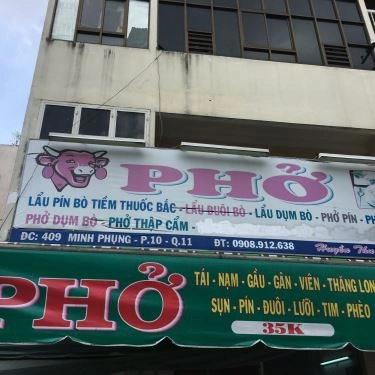 PHỞ
LẨU PÍN BÒ TIỀM THUỐC BẮC - LẨU ĐUÔI BÒ - LẨU DỤM BÒ - PHỞ PÍN -
PHỞ DỤM BÒ - PHỞ THẬP CẨM -
ĐC: 409 MINH PHỤNG - P.10 - Q.11 ĐT: 0908.912.638
PHỞ
TÁI - NẠM - GẦU - GÂN - VIÊN - THĂNG LON
SỤN - PÍN - ĐUÔI - LƯỠI - TIM - PHÈO
35K